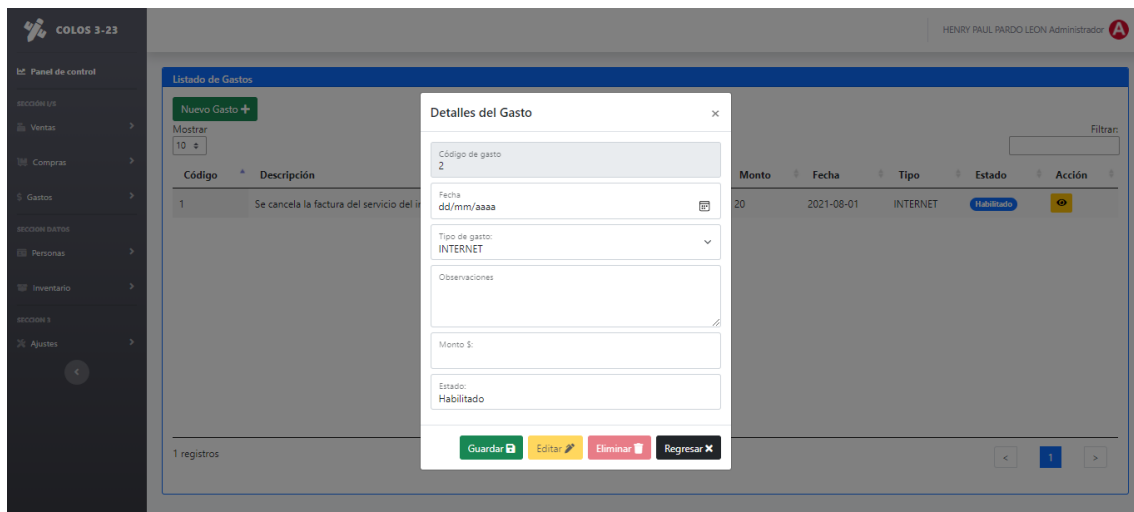 COLOS 3-23
HENRY PAUL PARDO LEON Administrador
Panel de control
SECCIÓN I/S
Ventas
Compras
Gastos
SECCION DATOS
Personas
Inventario
SECCION S
Ajustes
Listado de Gastos
Nuevo Gasto
Mostrar
10
Filtrar:
Código Descripción Monto Fecha Tipo Estado Acción
1 Se cancela la factura del servicio del 20 2021-08-01 INTERNET Habilitado
1 registros
< 1 >
Detalles del Gasto ×
Código de gasto
2
Fecha
dd/mm/aaaa
Tipo de gasto:
INTERNET
Observaciones
Monto $:
Estado:
Habilitado
Guardar Editar Eliminar Regresar